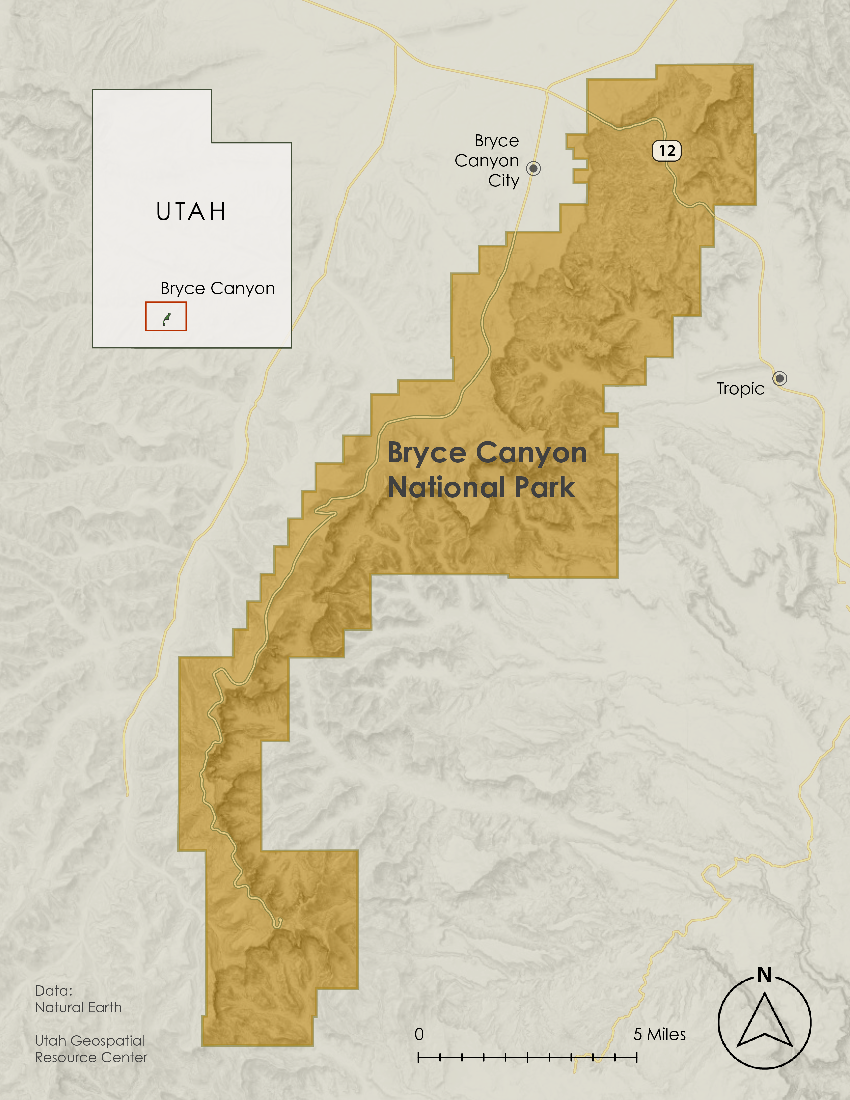 Bryce
Canyon
City
12
UTAH
Bryce Canyon
Tropic
Bryce Canyon
National Park
Data:
Natural Earth
Utah Geospatial
Resource Center
0
5 Miles
N